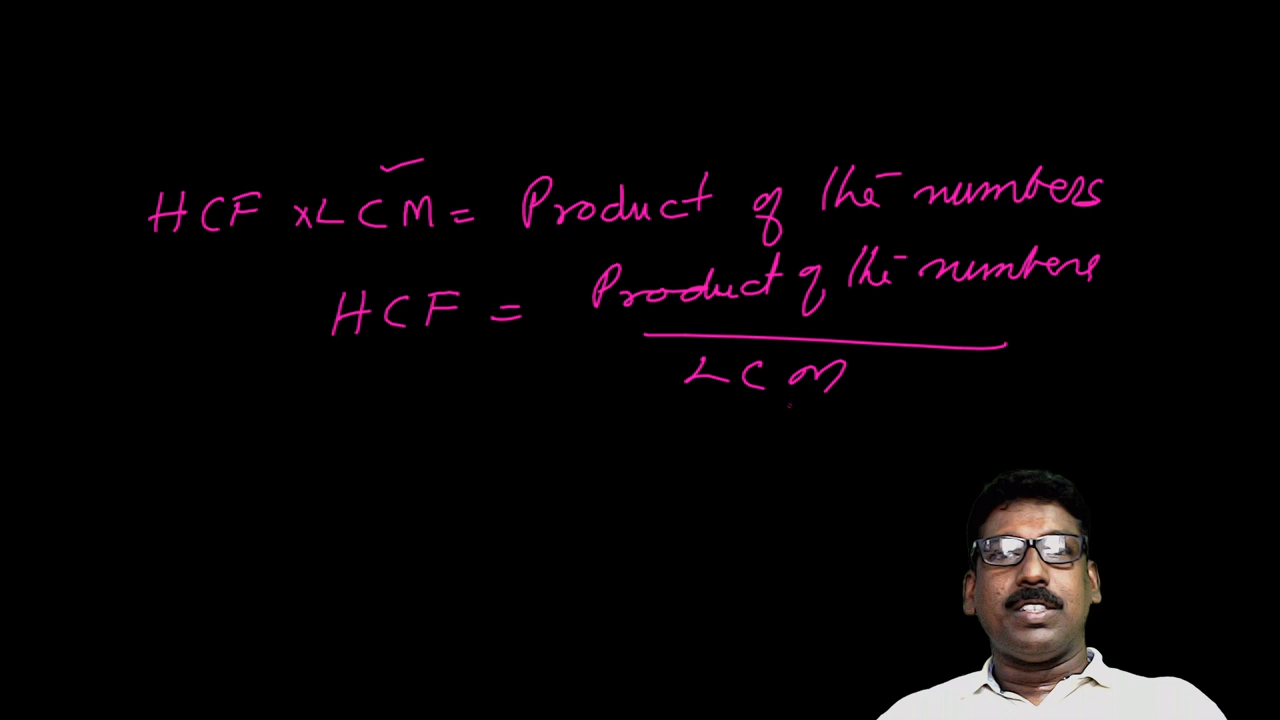 HCF x LCM = Product of the numbers
HCF = Product of the numbers
LCM